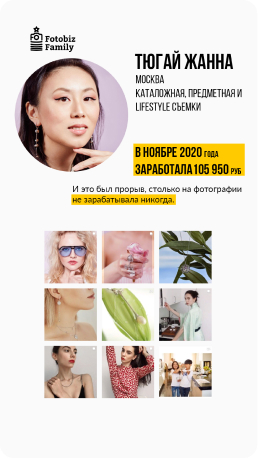 Fotobiz
Family
ТЮГАЙ ЖАННА
МОСКВА
КАТАЛОЖНАЯ, ПРЕДМЕТНАЯ И
LIFESTYLE СЪЕМКИ
В НОЯБРЕ 2020 ГОДА
ЗАРАБОТАЛА 105 950 РУБ
И это был прорыв, столько на фотографии
не зарабатывала никогда.